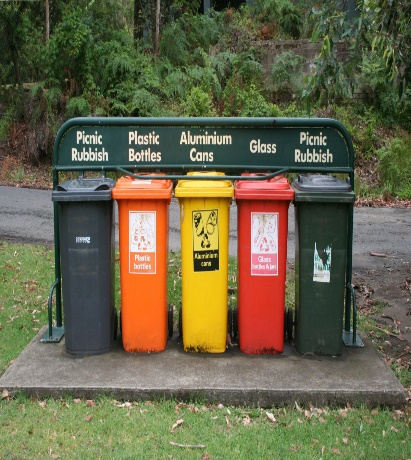 Picnic Rubbish
Plastic Bottles
Aluminium Cans
Glass
Picnic Rubbish
Plastic bottles
Aluminium cans
Glass bottles & jars